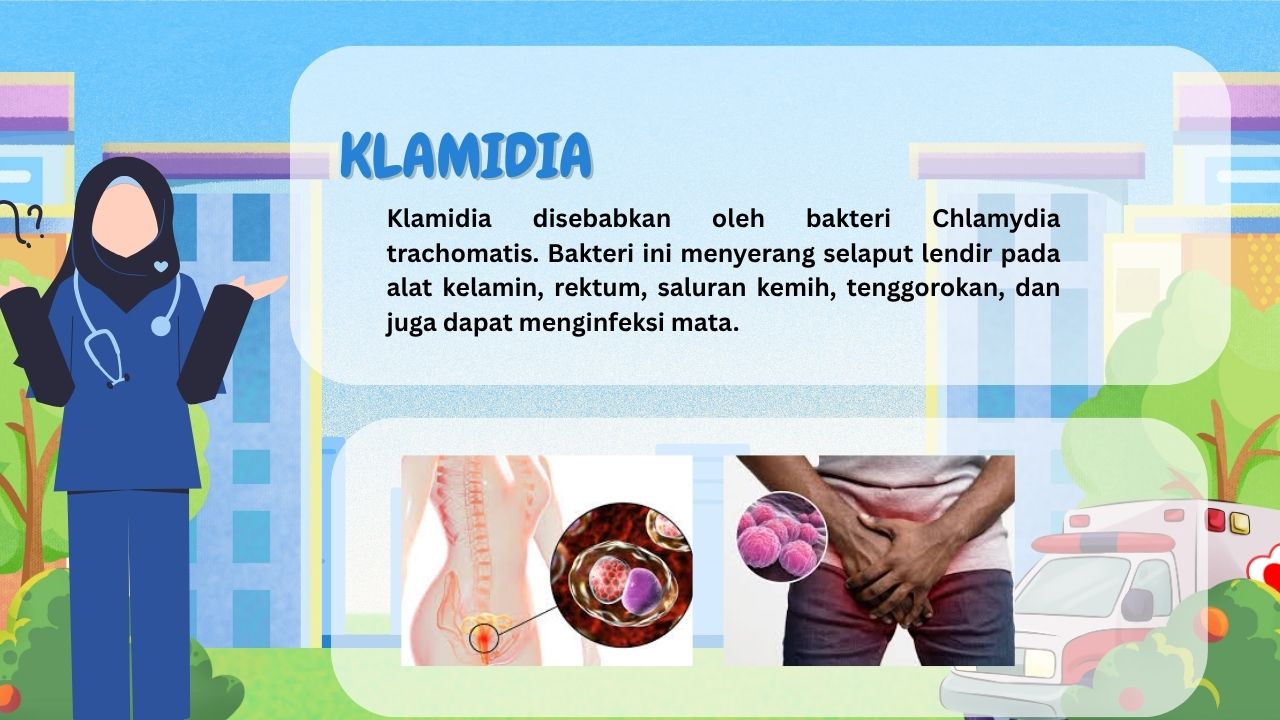 KLAMIDIA
Klamidia disebabkan oleh bakteri Chlamydia
trachomatis. Bakteri ini menyerang selaput lendir pada
alat kelamin, rektum, saluran kemih, tenggorokan, dan
juga dapat menginfeksi mata.
??